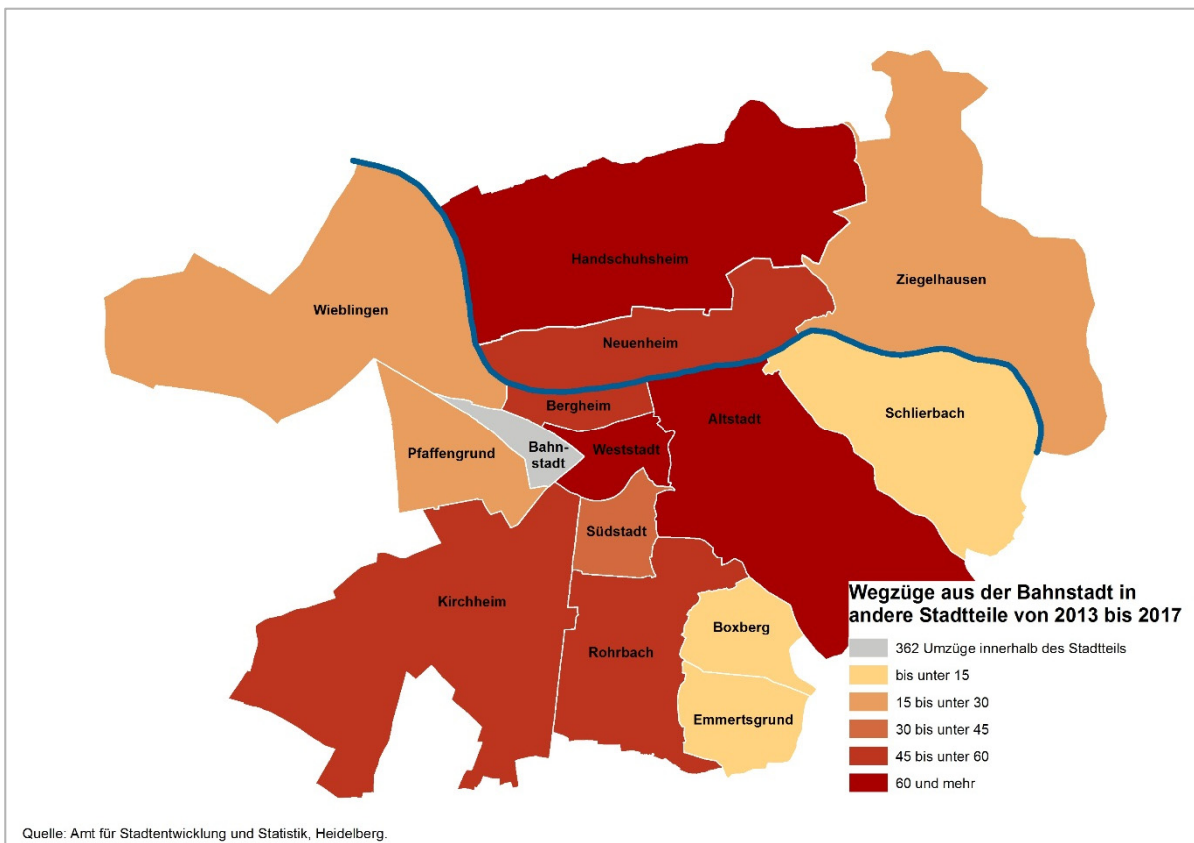 Handschuhsheim
Ziegelhausen
Wieblingen
Neuenheim
Bergheim
Altstadt
Schlierbach
Pfaffengrund
Bahn-
stadt
Weststadt
Südstadt
Kirchheim
Rohrbach
Boxberg
Emmertsgrund
Wegzüge aus der Bahnstadt in
andere Stadtteile von 2013 bis 2017
362 Umzüge innerhalb des Stadtteils
bis unter 15
15 bis unter 30
30 bis unter 45
45 bis unter 60
60 und mehr
Quelle: Amt für Stadtentwicklung und Statistik, Heidelberg.